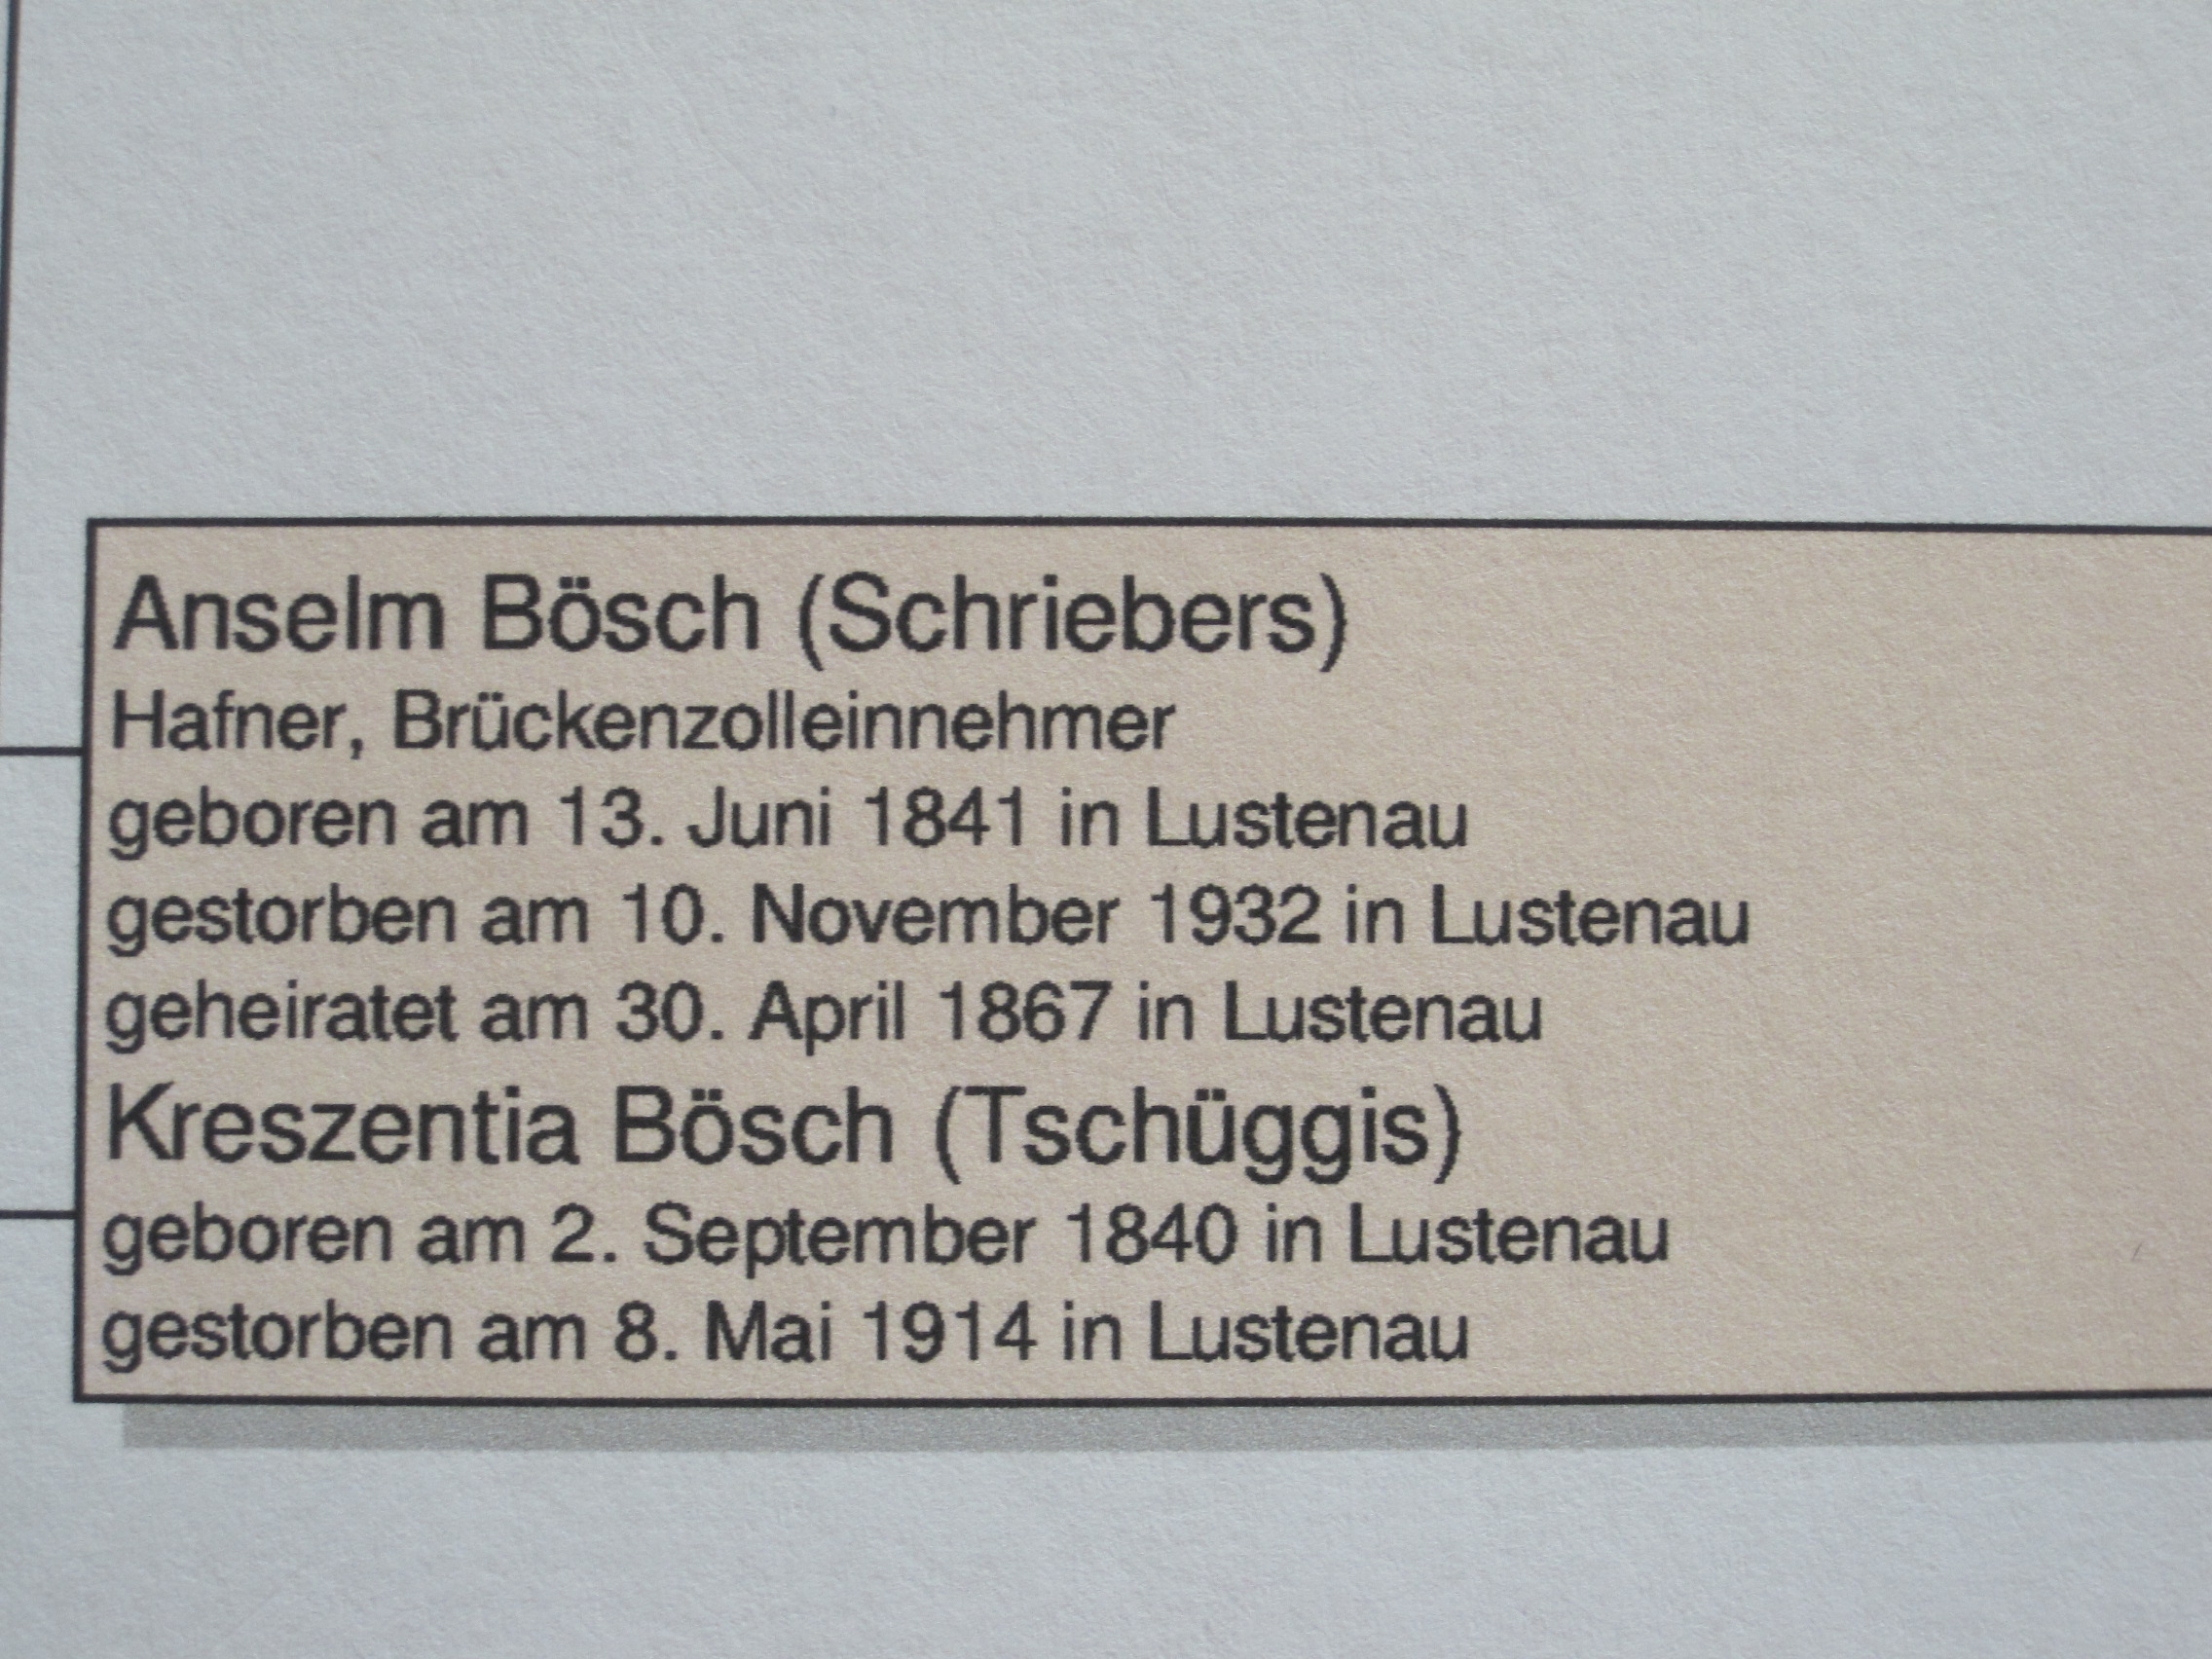 Anselm Bösch (Schriebers)
Hafner, Brückenzolleinnehmer
geboren am 13. Juni 1841 in Lustenau
gestorben am 10. November 1932 in Lustenau
geheiratet am 30. April 1867 in Lustenau
Kreszentia Bösch (Tschüggis)
geboren am 2. September 1840 in Lustenau
gestorben am 8. Mai 1914 in Lustenau